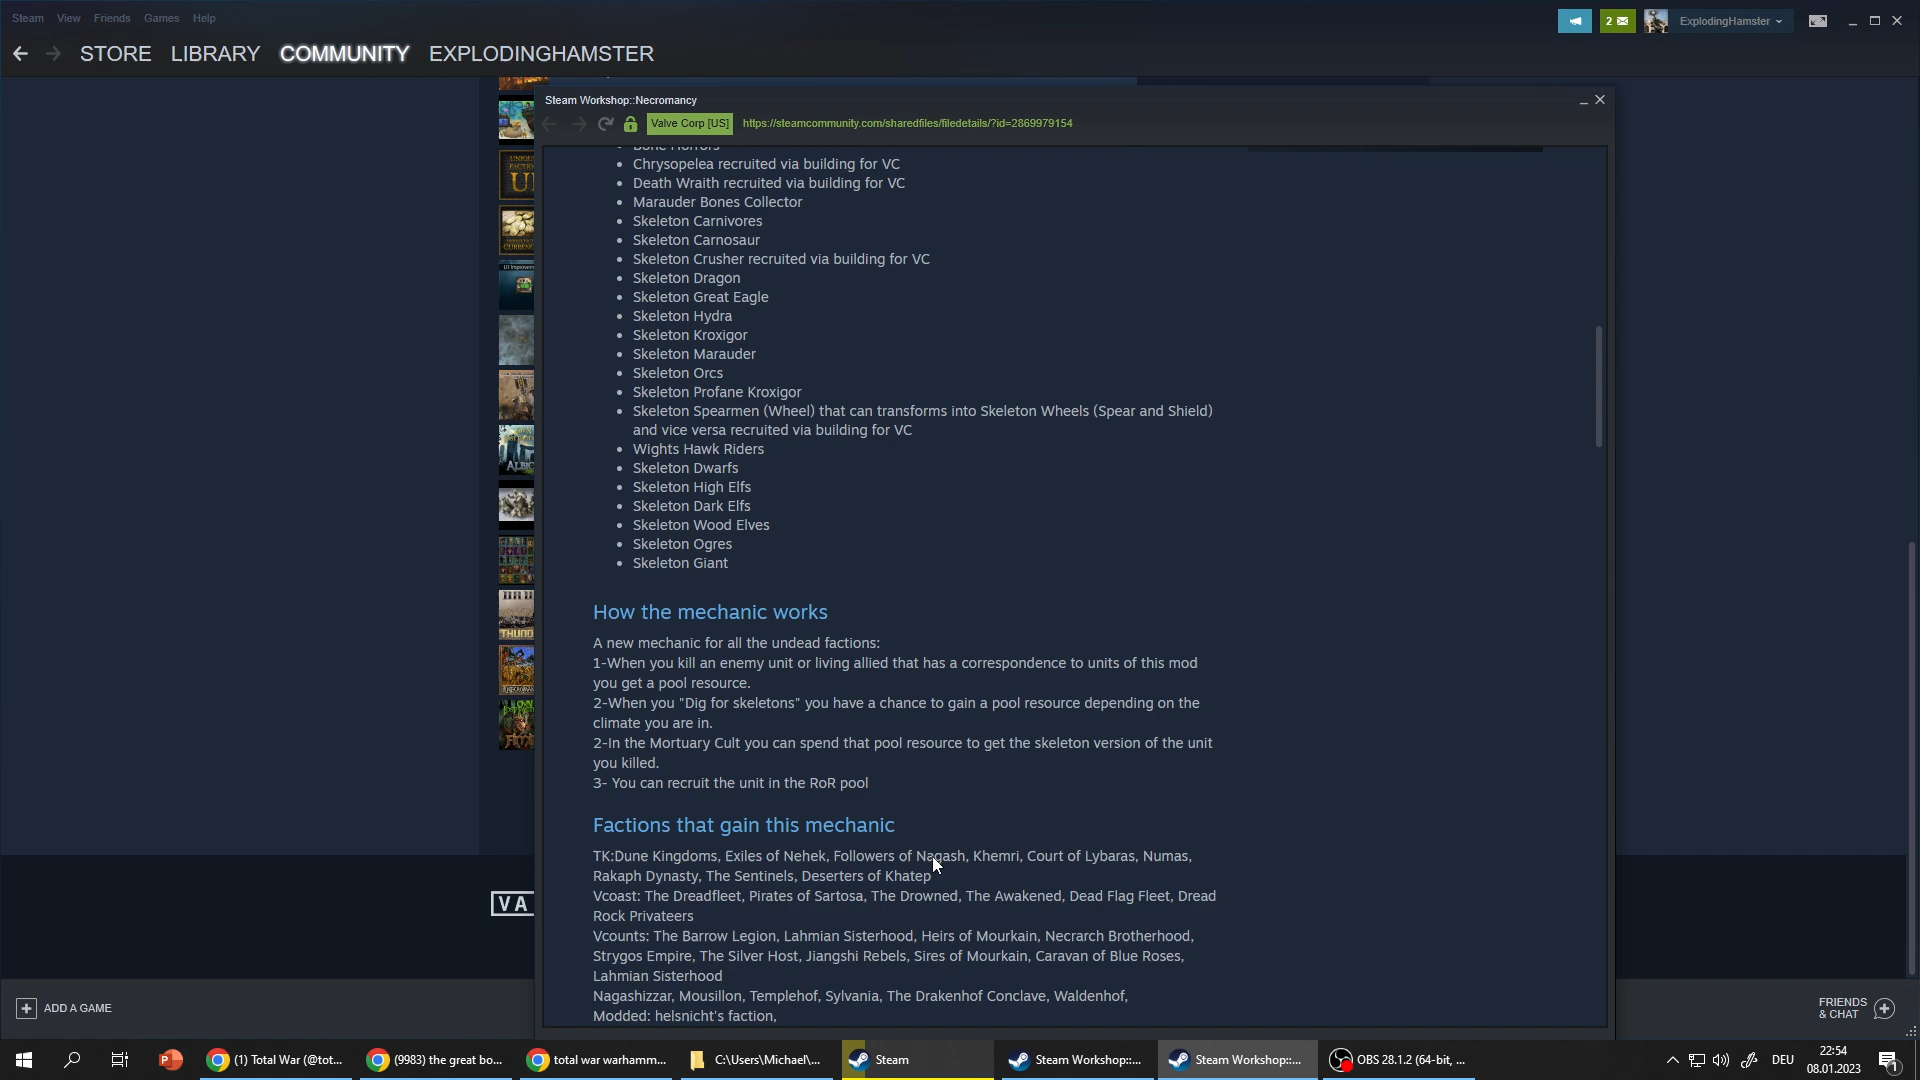 Steam View Friends Games Help
2 ExplodingHamster
STORE LIBRARY COMMUNITY EXPLODINGHAMSTER
Steam Workshop::Necromancy
Valve Corp [US] https://steamcommunity.com/sharedfiles/filedetails/?id=2869979154
Bone Horrors
Chrysopelea recruited via building for VC
Death Wraith recruited via building for VC
Marauder Bones Collector
Skeleton Carnivores
Skeleton Carnosaur
Skeleton Crusher recruited via building for VC
Skeleton Dragon
Skeleton Great Eagle
Skeleton Hydra
Skeleton Kroxigor
Skeleton Marauder
Skeleton Orcs
Skeleton Profane Kroxigor
Skeleton Spearmen (Wheel) that can transforms into Skeleton Wheels (Spear and Shield)
and vice versa recruited via building for VC
Wights Hawk Riders
Skeleton Dwarfs
Skeleton High Elfs
Skeleton Dark Elfs
Skeleton Wood Elves
Skeleton Ogres
Skeleton Giant
How the mechanic works
A new mechanic for all the undead factions:
1-When you kill an enemy unit or living allied that has a correspondence to units of this mod
you get a pool resource.
2-When you "Dig for skeletons" you have a chance to gain a pool resource depending on the
climate you are in.
2-In the Mortuary Cult you can spend that pool resource to get the skeleton version of the unit
you killed.
3- You can recruit the unit in the RoR pool
Factions that gain this mechanic
TK:Dune Kingdoms, Exiles of Nehek, Followers of Nagash, Khemri, Court of Lybaras, Numas,
Rakaph Dynasty, The Sentinels, Deserters of Khatep
Vcoast: The Dreadfleet, Pirates of Sartosa, The Drowned, The Awakened, Dead Flag Fleet, Dread
Rock Privateers
Vcounts: The Barrow Legion, Lahmian Sisterhood, Heirs of Mourkain, Necrarch Brotherhood,
Strygos Empire, The Silver Host, Jiangshi Rebels, Sires of Mourkain, Caravan of Blue Roses,
Lahmian Sisterhood
Nagashizzar, Mousillon, Templehof, Sylvania, The Drakenhof Conclave, Waldenhof,
Modded: helsnicht's faction,
VA
ADD A GAME
FRIENDS
& CHAT
(1) Total War (@tot... (9983) the great bo... total war warhamm... C:\Users\Michael\... Steam Steam Workshop::... Steam Workshop::... OBS 28.1.2 (64-bit, ... DEU 22:54
08.01.2023 1